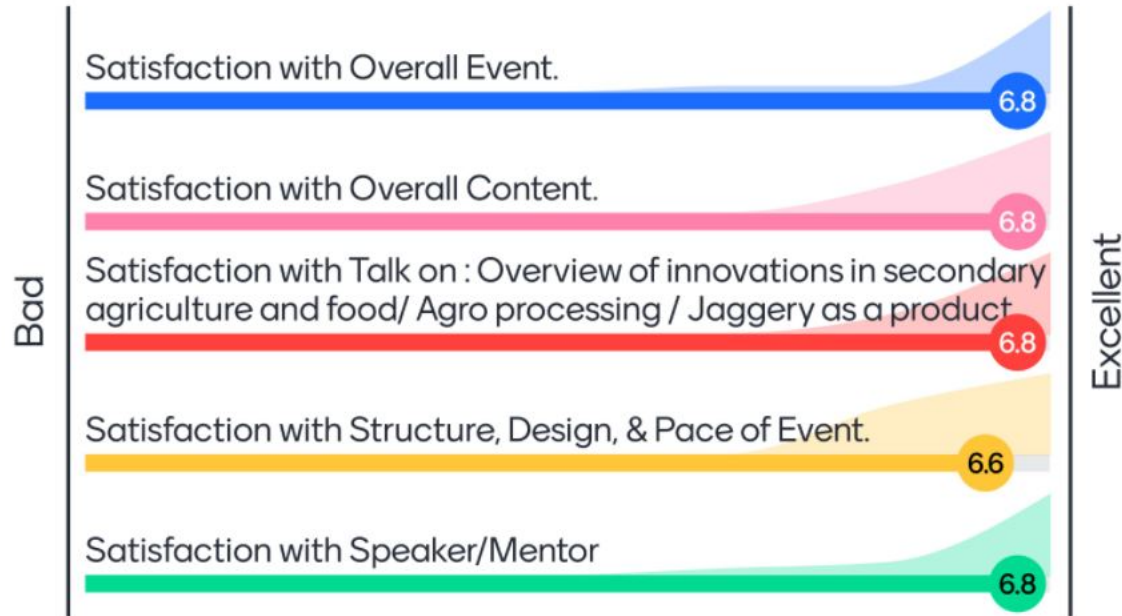 Satisfaction with Overall Event.
6.8
Satisfaction with Overall Content.
6.8
Bad
Satisfaction with Talk on : Overview of innovations in secondary
agriculture and food/ Agro processing / Jaggery as a product
6.8
Excellent
Satisfaction with Structure, Design, & Pace of Event.
6.6
Satisfaction with Speaker/Mentor
6.8